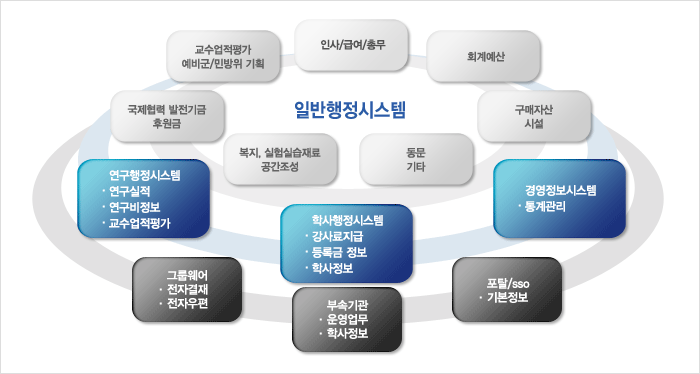 교수업적평가
예비군/민방위 기획
인사/급여/총무
회계예산
국제협력 발전기금
후원금
일반행정시스템
구매자산
시설
복지, 실험실습재료
공간조성
동문
기타
연구행정시스템
· 연구실적
· 연구비정보
· 교수업적평가
학사행정시스템
· 강사료지급
· 등록금 정보
· 학사정보
경영정보시스템
· 통계관리
그룹웨어
· 전자결재
· 전자우편
부속기관
· 운영업무
· 학사정보
포탈/sso
· 기본정보